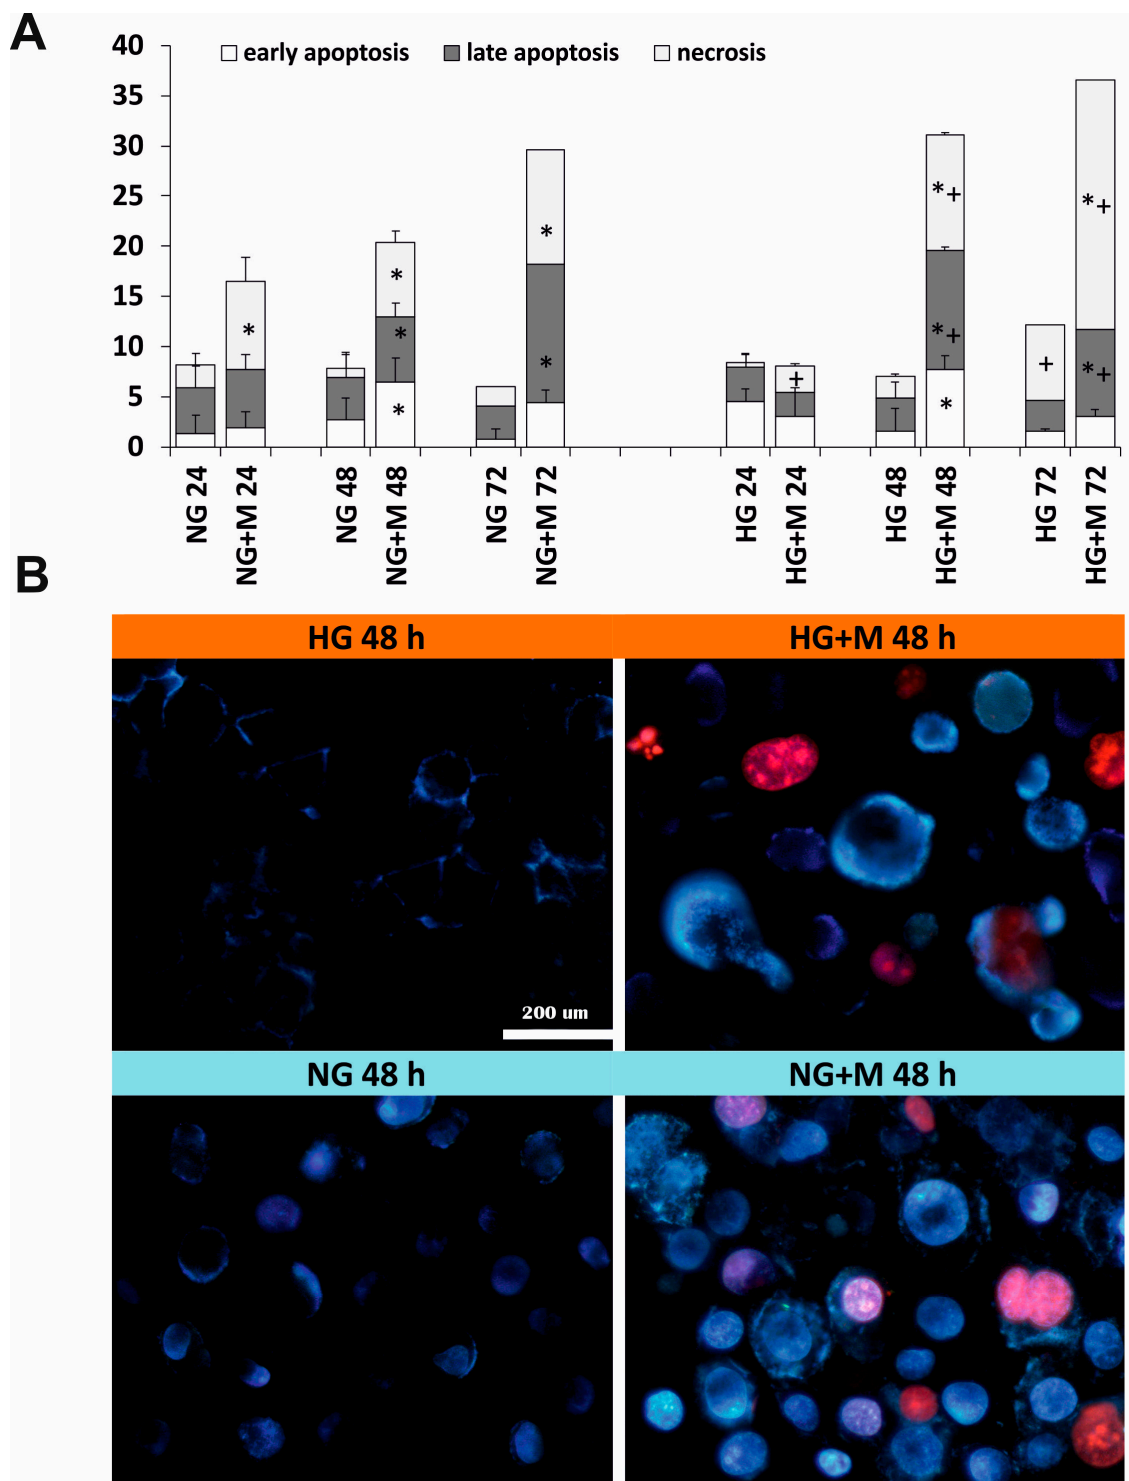 A
40
35
30
25
20
15
10
5
0
early apoptosis late apoptosis necrosis
* * * * * * * + * + * * + + * + * +
NG 24
NG+M 24
NG 48
NG+M 48
NG 72
NG+M 72
HG 24
HG+M 24
HG 48
HG+M 48
HG 72
HG+M 72
B
HG 48 h
HG+M 48 h
200 um
NG 48 h
NG+M 48 h